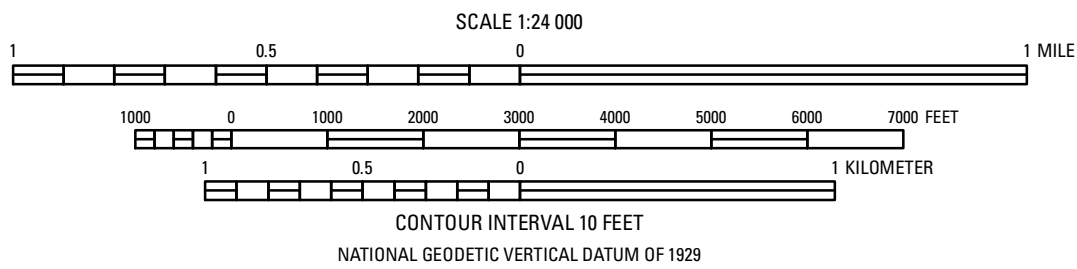 SCALE 1:24 000
1 0.5 0 1 MILE
1000 0 1000 2000 3000 4000 5000 6000 7000 FEET
1 0.5 0 1 KILOMETER
CONTOUR INTERVAL 10 FEET
NATIONAL GEODETIC VERTICAL DATUM OF 1929